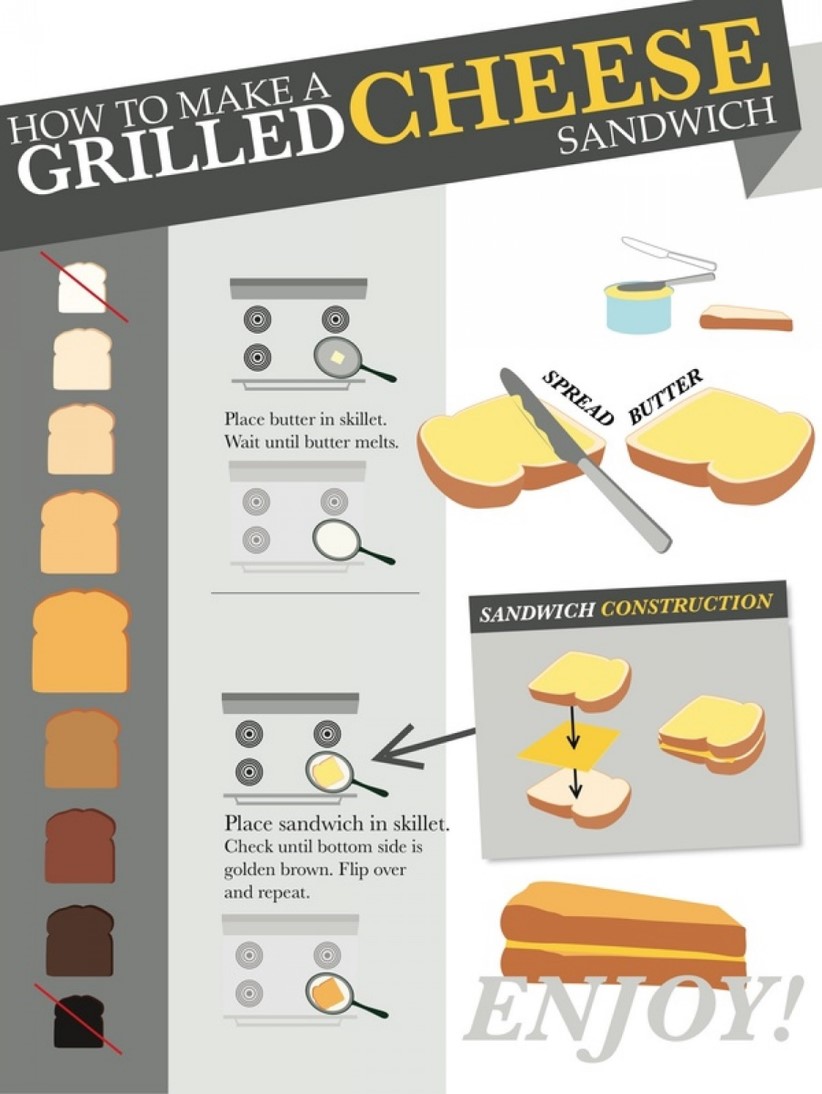 HOW TO MAKE A
GRILLED CHEESE
SANDWICH
Place butter in skillet.
Wait until butter melts.
SPREAD BUTTER
SANDWICH CONSTRUCTION
Place sandwich in skillet.
Check until bottom side is
golden brown. Flip over
and repeat.
ENJOY!